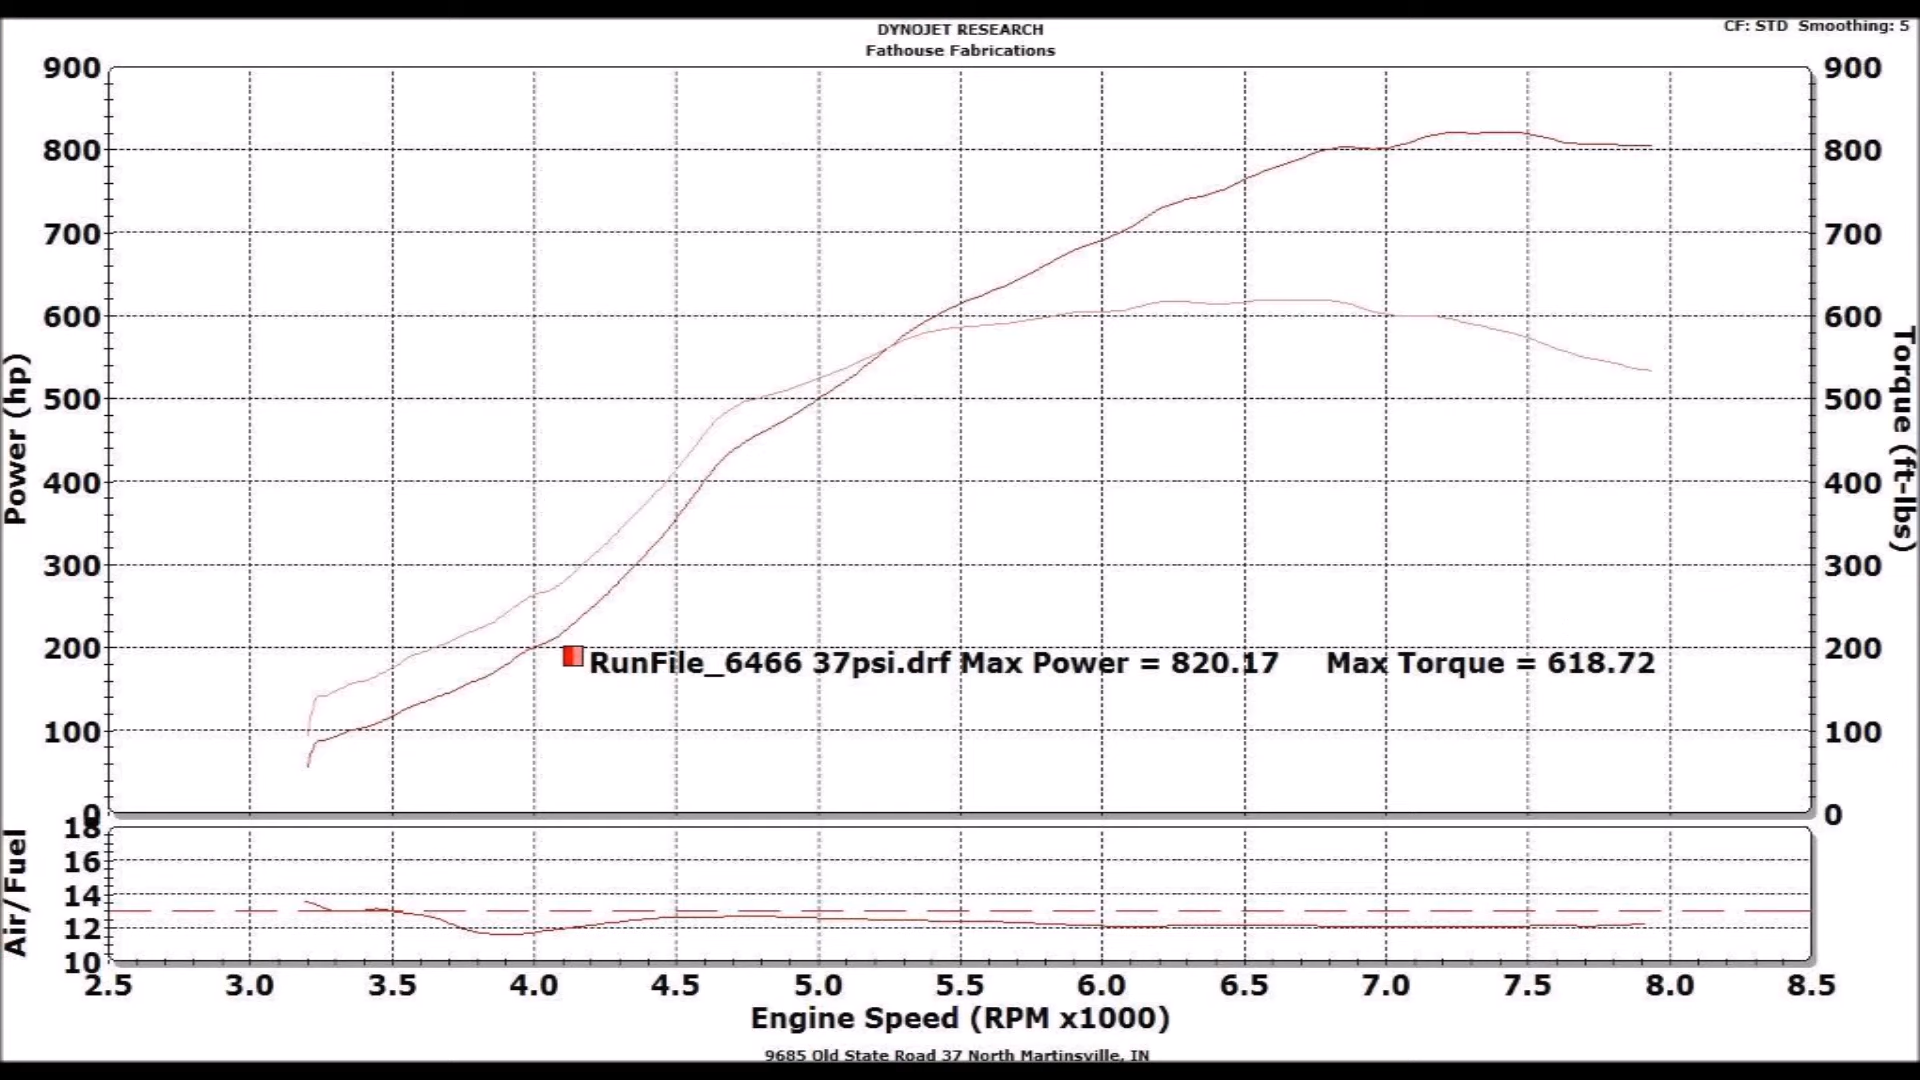 DYNOJET RESEARCH
Fathouse Fabrications
CF: STD Smoothing: 5
900
800
700
600
500
400
300
200
100
0
Power (hp)
900
800
700
600
500
400
300
200
100
0
Torque (ft-lbs)
RunFile_6466 37psi.drf Max Power = 820.17 Max Torque = 618.72
18
16
14
12
10
Air/Fuel
2.5 3.0 3.5 4.0 4.5 5.0 5.5 6.0 6.5 7.0 7.5 8.0 8.5
Engine Speed (RPM x1000)
9685 Old State Road 37 North Martinsville, IN